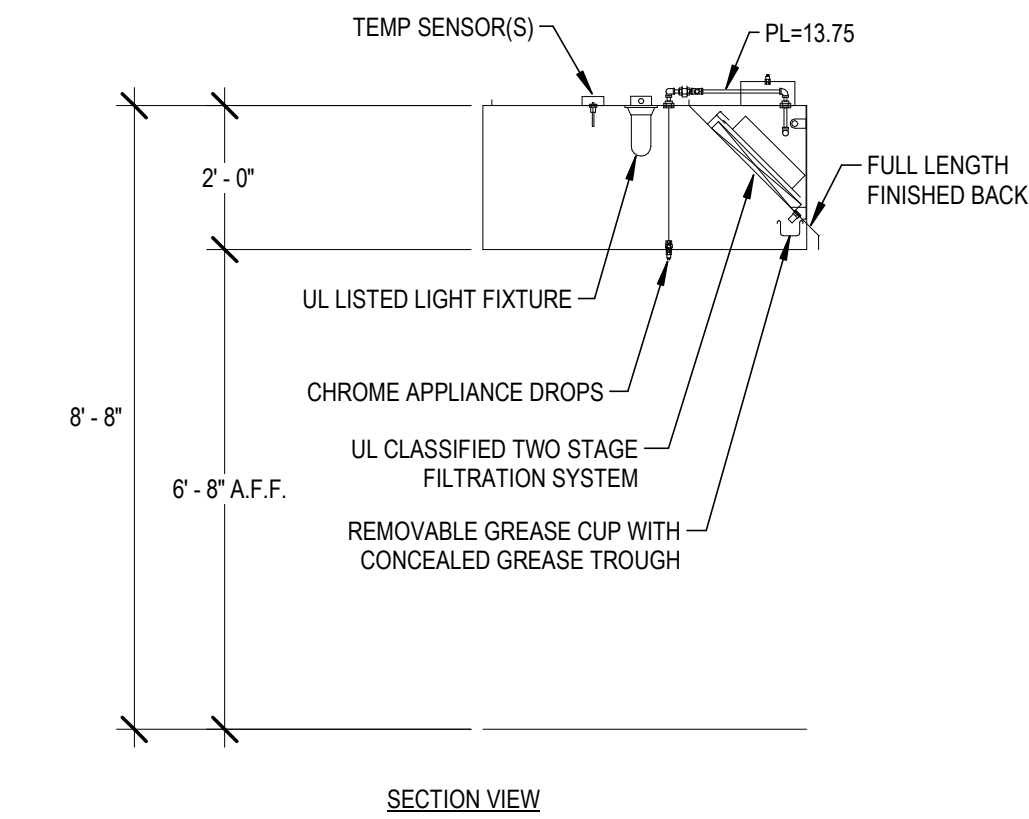 TEMP SENSOR(S)
PL=13.75
2' - 0"
FULL LENGTH
FINISHED BACK
UL LISTED LIGHT FIXTURE
CHROME APPLIANCE DROPS
8' - 8"
UL CLASSIFIED TWO STAGE
FILTRATION SYSTEM
6' - 8" A.F.F.
REMOVABLE GREASE CUP WITH
CONCEALED GREASE TROUGH
SECTION VIEW